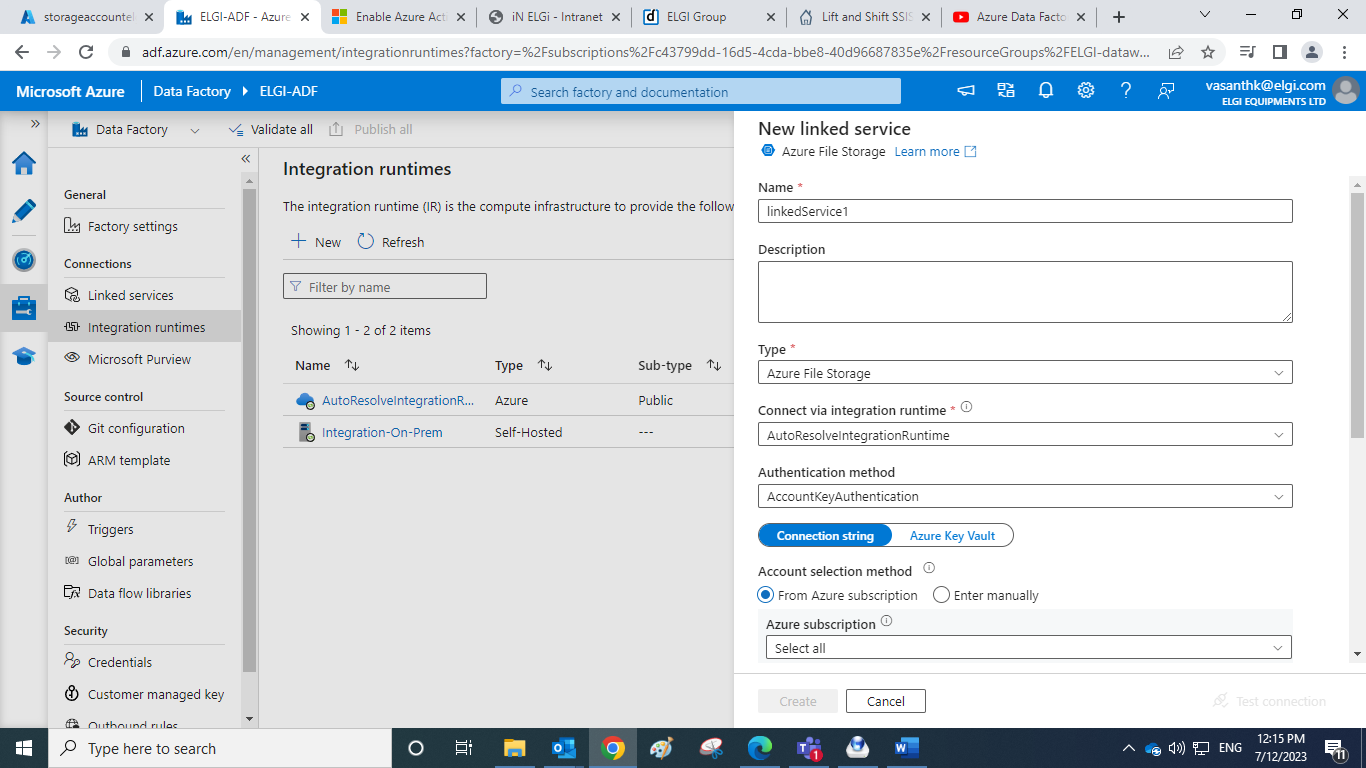 storageaccountel
ELGI-ADF - Azure
Enable Azure Act
iN ELGi - Intranet
ELGI Group
Lift and Shift SSIS
Azure Data Facto
adf.azure.com/en/management/integrationruntimes?factory=%2Fsubscriptions%2Fc43799dd-16d5-4cda-bbe8-40d96687835e%2FresourceGroups%2FELGI-dataw...
Microsoft Azure
Data Factory
ELGI-ADF
Search factory and documentation
vasanthk@elgi.com
ELGI EQUIPMENTS LTD
Data Factory
Validate all
Publish all
General
Factory settings
Connections
Linked services
Integration runtimes
Microsoft Purview
Source control
Git configuration
ARM template
Author
Triggers
Global parameters
Data flow libraries
Security
Credentials
Customer managed key
Outbound rules
Integration runtimes
The integration runtime (IR) is the compute infrastructure to provide the follow
New
Refresh
Filter by name
Showing 1 - 2 of 2 items
Name Type Sub-type
AutoResolveIntegrationR... Azure Public
Integration-On-Prem Self-Hosted ---
New linked service
Azure File Storage Learn more
Name *
linkedService1
Description
Type *
Azure File Storage
Connect via integration runtime *
AutoResolveIntegrationRuntime
Authentication method
AccountKeyAuthentication
Connection string Azure Key Vault
Account selection method
From Azure subscription Enter manually
Azure subscription
Select all
Create Cancel Test connection
Type here to search
1
ENG
12:15 PM
7/12/2023
11